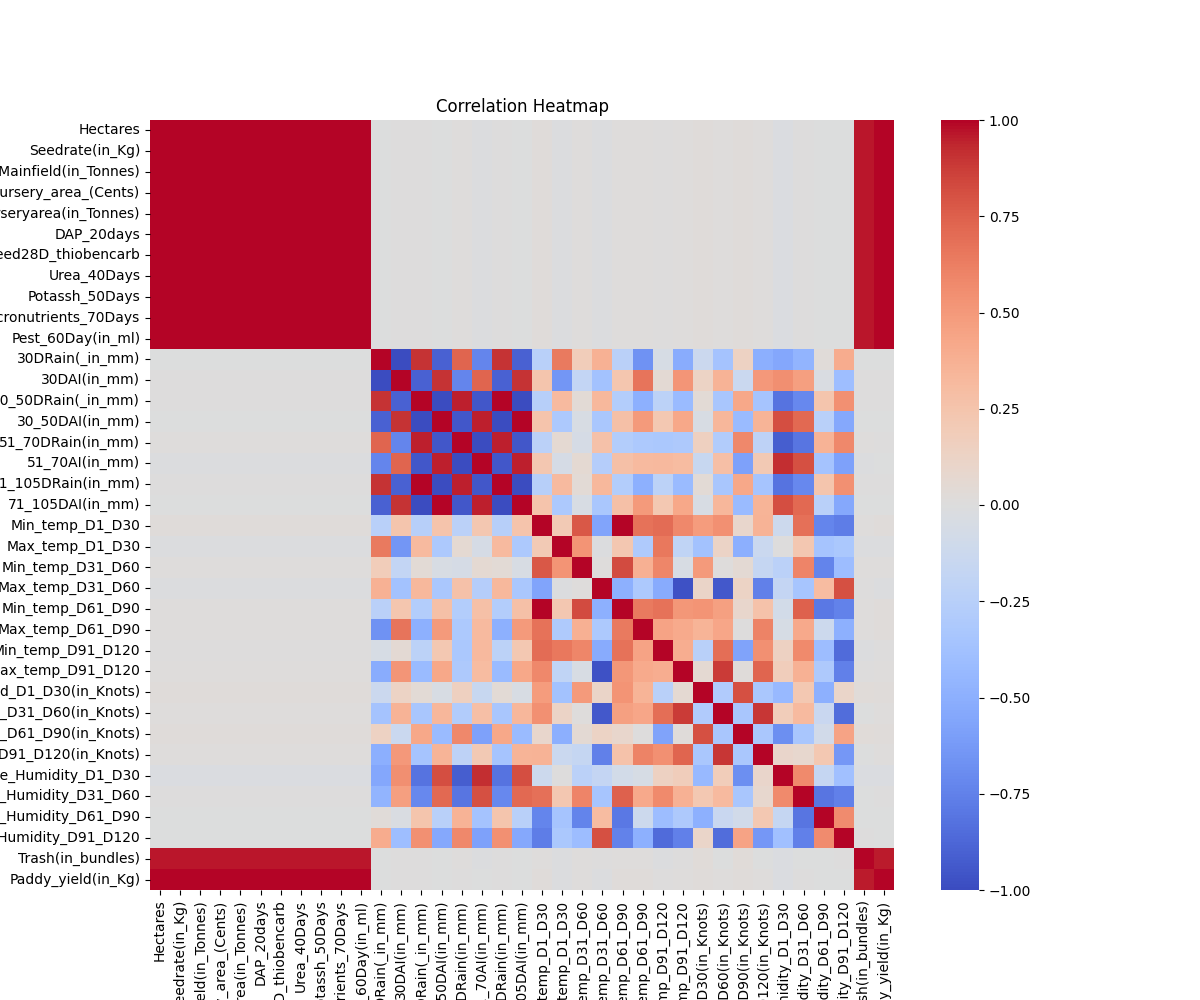 Correlation Heatmap
Hectares
Seedrate(in_Kg)
Mainfield(in_Tonnes)
ursery_area_(Cents)
seryarea(in_Tonnes)
DAP_20days
eed28D_thiobencarb
Urea_40Days
Potassh_50Days
cronutrients_70Days
Pest_60Day(in_ml)
30DRain(_in_mm)
30DAI(in_mm)
0_50DRain(_in_mm)
30_50DAI(in_mm)
51_70DRain(in_mm)
51_70AI(in_mm)
1_105DRain(in_mm)
71_105DAI(in_mm)
Min_temp_D1_D30
Max_temp_D1_D30
Min_temp_D31_D60
Max_temp_D31_D60
Min_temp_D61_D90
Max_temp_D61_D90
Min_temp_D91_D120
ax_temp_D91_D120
d_D1_D30(in_Knots)
_D31_D60(in_Knots)
_D61_D90(in_Knots)
D91_D120(in_Knots)
e_Humidity_D1_D30
_Humidity_D31_D60
_Humidity_D61_D90
Humidity_D91_D120
Trash(in_bundles)
Paddy_yield(in_Kg)
Hectares
eedrate(in_Kg)
eld(in_Tonnes)
_area_(Cents)
rea(in_Tonnes)
DAP_20days
D_thiobencarb
Urea_40Days
tassh_50Days
rients_70Days
_60Day(in_ml)
DRain(_in_mm)
30DAI(in_mm)
DRain(_in_mm)
50DAI(in_mm)
DRain(in_mm)
_70AI(in_mm)
DRain(in_mm)
05DAI(in_mm)
temp_D1_D30
temp_D1_D30
emp_D31_D60
emp_D31_D60
emp_D61_D90
emp_D61_D90
mp_D91_D120
mp_D91_D120
D30(in_Knots)
D60(in_Knots)
D90(in_Knots)
120(in_Knots)
midity_D1_D30
idity_D31_D60
idity_D61_D90
ity_D91_D120
sh(in_bundles)
y_yield(in_Kg)
1.00
0.75
0.50
0.25
0.00
−0.25
−0.50
−0.75
−1.00